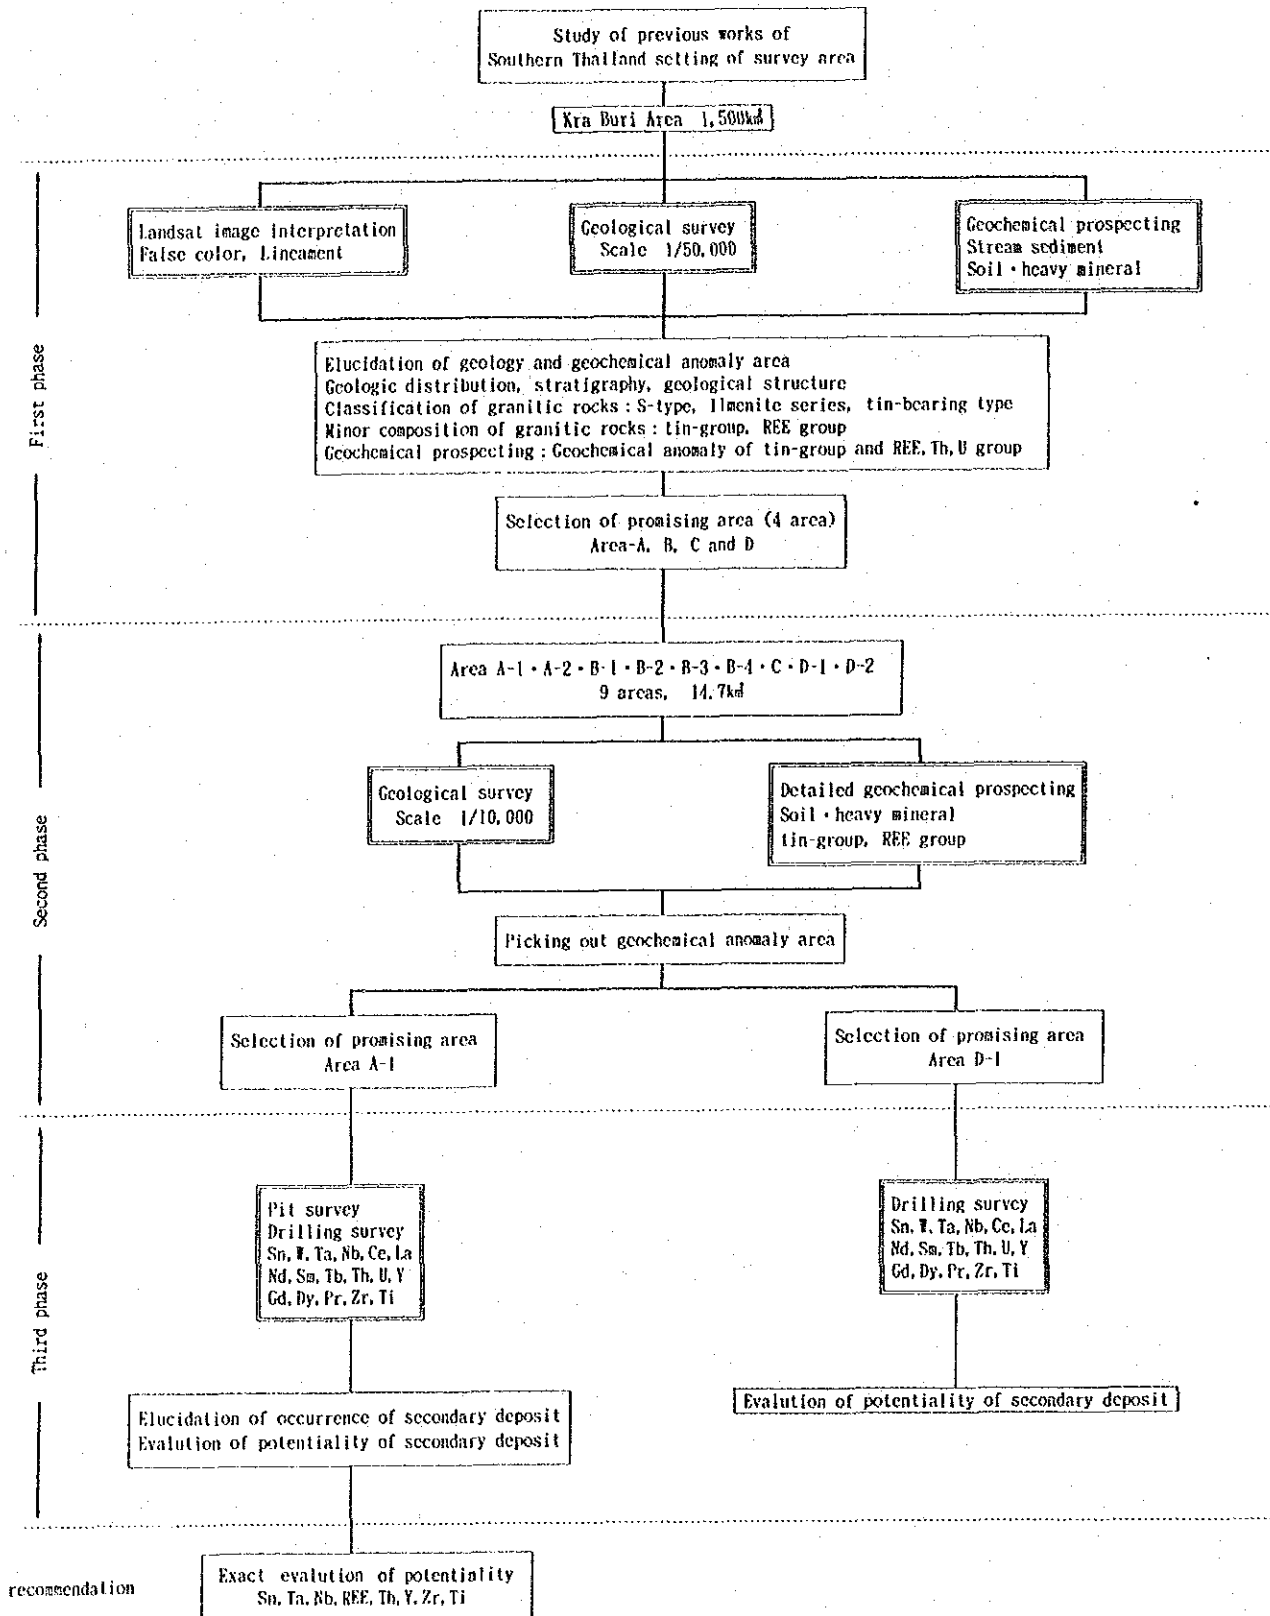 Study of previous works of
Southern Thailand setting of survey area
Kra Buri Area 1,500㎢
First phase
Landsat image interpretation
False color, Lineament
Geological survey
Scale 1/50,000
Geochemical prospecting
Stream sediment
Soil・heavy mineral
Elucidation of geology and geochemical anomaly area
Geologic distribution, stratigraphy, geological structure
Classification of granitic rocks : S-type, Ilmenite series, tin-bearing type
Minor composition of granitic rocks : tin-group, REE group
Geochemical prospecting : Geochemical anomaly of tin-group and REE, Th, U group
Selection of promising area (4 area)
Area-A, B, C and D
Second phase
Area A-1・A-2・B-1・B-2・B-3・B-4・C・D-1・D-2
9 areas, 14.7㎢
Geological survey
Scale 1/10,000
Detailed geochemical prospecting
Soil・heavy mineral
tin-group, REE group
Picking out geochemical anomaly area
Selection of promising area
Area A-1
Selection of promising area
Area D-1
Third phase
Pit survey
Drilling survey
Sn, W, Ta, Nb, Ce, La
Nd, Sm, Tb, Th, U, Y
Gd, Dy, Pr, Zr, Ti
Drilling survey
Sn, W, Ta, Nb, Ce, La
Nd, Sm, Tb, Th, U, Y
Gd, Dy, Pr, Zr, Ti
Elucidation of occurrence of secondary deposit
Evalution of potentiality of secondary deposit
Evalution of potentiality of secondary deposit
recommendation
Exact evalution of potentiality
Sn, Ta, Nb, REE, Th, Y, Zr, Ti